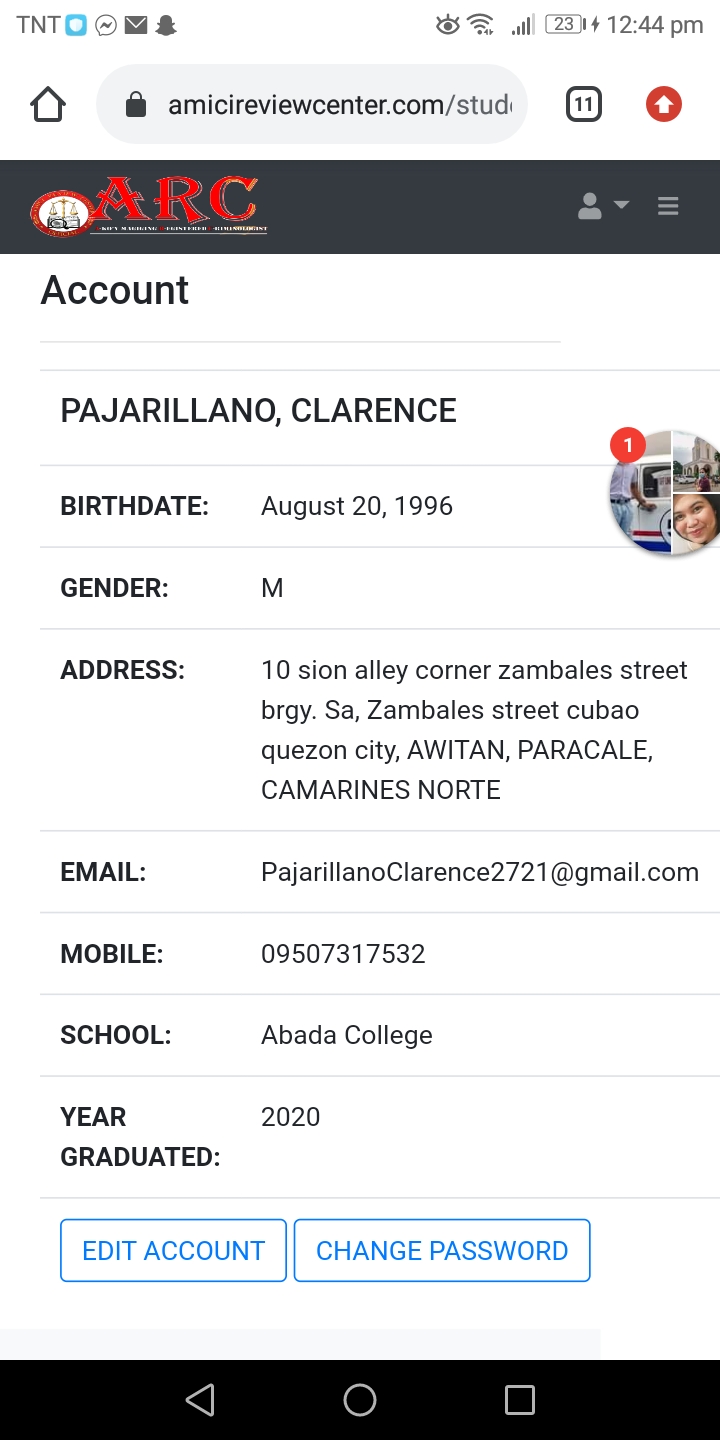 TNT 23 12:44 pm
amicireviewcenter.com/stud
11
ARC
Account
PAJARILLANO, CLARENCE
1
BIRTHDATE: August 20, 1996
GENDER: M
ADDRESS: 10 sion alley corner zambales street
brgy. Sa, Zambales street cubao
quezon city, AWITAN, PARACALE,
CAMARINES NORTE
EMAIL: PajarillanoClarence2721@gmail.com
MOBILE: 09507317532
SCHOOL: Abada College
YEAR 2020
GRADUATED:
EDIT ACCOUNT CHANGE PASSWORD